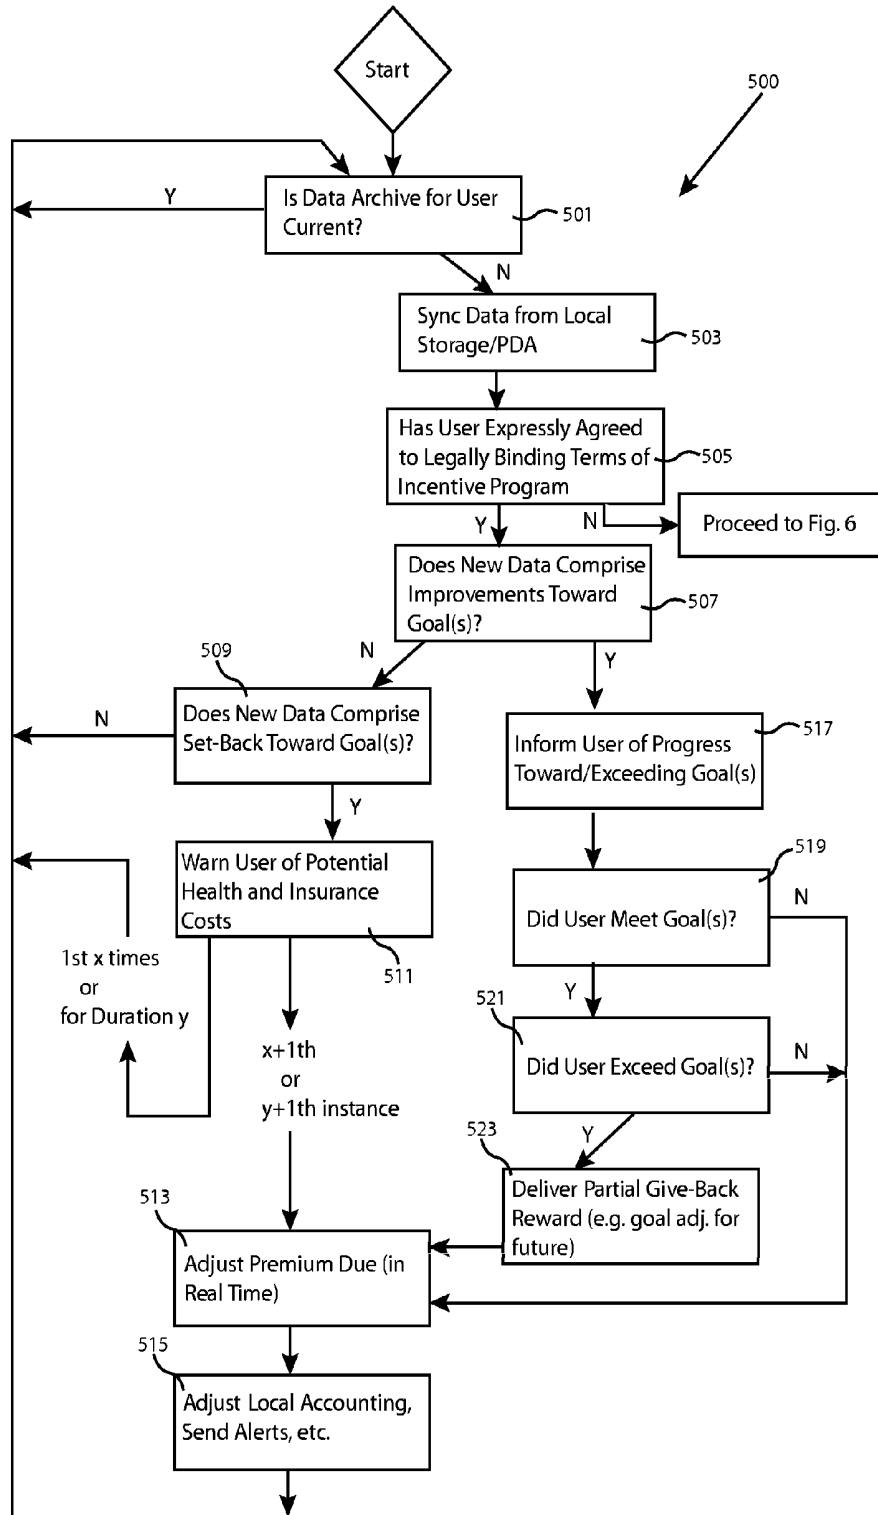 Start
500
Is Data Archive for User
Current?
501
Y
N
Sync Data from Local
Storage/PDA
503
Has User Expressly Agreed
to Legally Binding Terms of
Incentive Program
505
Y
N
Proceed to Fig. 6
Does New Data Comprise
Improvements Toward
Goal(s)?
507
N
Y
509
Does New Data Comprise
Set-Back Toward Goal(s)?
N
Y
517
Inform User of Progress
Toward/Exceeding Goal(s)
Warn User of Potential
Health and Insurance
Costs
511
519
Did User Meet Goal(s)?
N
Y
1st x times
or
for Duration y
x+1th
or
y+1th instance
521
Did User Exceed Goal(s)?
N
Y
523
Deliver Partial Give-Back
Reward (e.g. goal adj. for
future)
513
Adjust Premium Due (in
Real Time)
515
Adjust Local Accounting,
Send Alerts, etc.